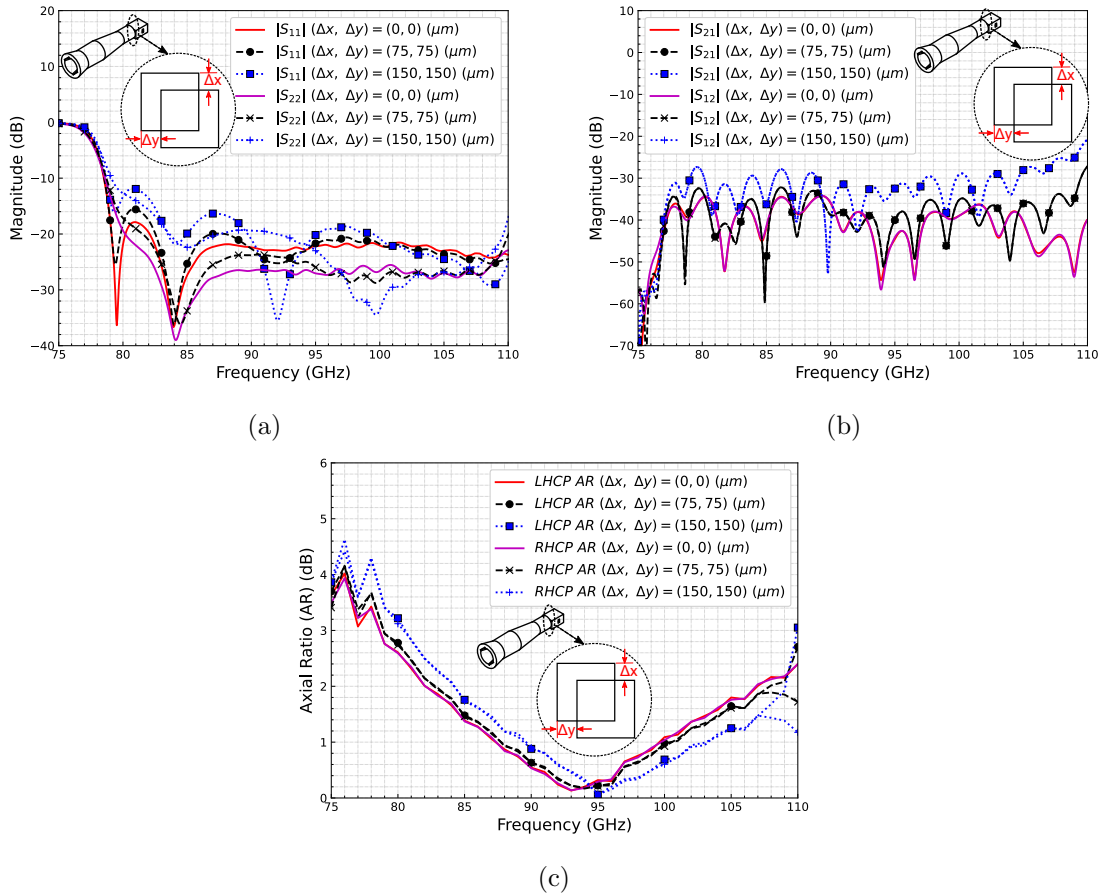 |S11| (Δx, Δy) = (0, 0) (μm)
|S11| (Δx, Δy) = (75, 75) (μm)
|S11| (Δx, Δy) = (150, 150) (μm)
|S22| (Δx, Δy) = (0, 0) (μm)
|S22| (Δx, Δy) = (75, 75) (μm)
|S22| (Δx, Δy) = (150, 150) (μm)
Δx
Δy
20
10
0
−10
−20
−30
−40
Magnitude (dB)
75 80 85 90 95 100 105 110
Frequency (GHz)
(a)
|S21| (Δx, Δy) = (0, 0) (μm)
|S21| (Δx, Δy) = (75, 75) (μm)
|S21| (Δx, Δy) = (150, 150) (μm)
|S12| (Δx, Δy) = (0, 0) (μm)
|S12| (Δx, Δy) = (75, 75) (μm)
|S12| (Δx, Δy) = (150, 150) (μm)
Δx
Δy
10
0
−10
−20
−30
−40
−50
−60
−70
Magnitude (dB)
75 80 85 90 95 100 105 110
Frequency (GHz)
(b)
LHCP AR (Δx, Δy) = (0, 0) (μm)
LHCP AR (Δx, Δy) = (75, 75) (μm)
LHCP AR (Δx, Δy) = (150, 150) (μm)
RHCP AR (Δx, Δy) = (0, 0) (μm)
RHCP AR (Δx, Δy) = (75, 75) (μm)
RHCP AR (Δx, Δy) = (150, 150) (μm)
Δx
Δy
6
5
4
3
2
1
0
Axial Ratio (AR) (dB)
75 80 85 90 95 100 105 110
Frequency (GHz)
(c)